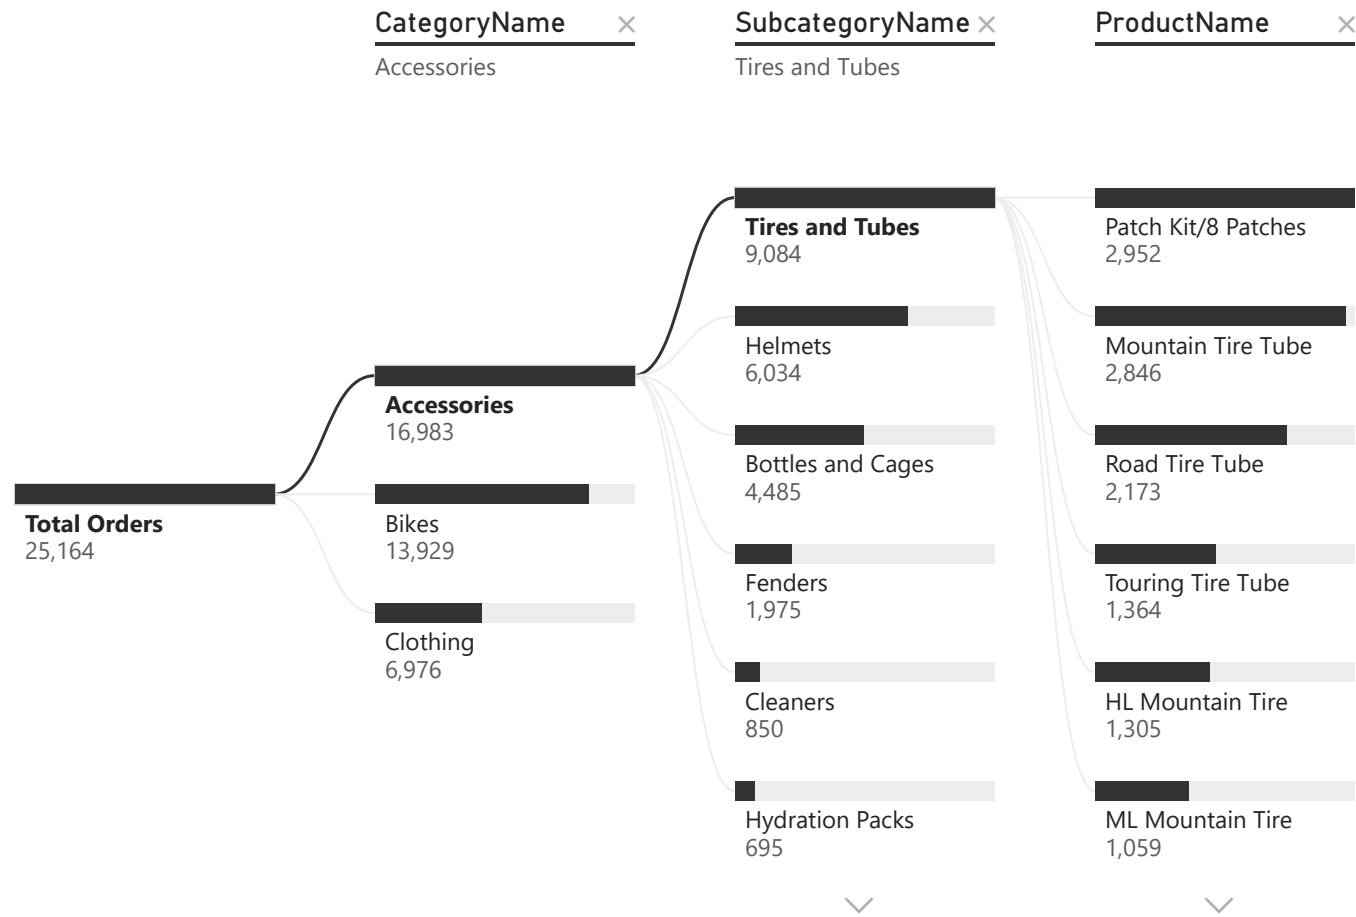 CategoryName
Accessories
SubcategoryName
Tires and Tubes
ProductName
Total Orders
25,164
Accessories
16,983
Bikes
13,929
Clothing
6,976
Tires and Tubes
9,084
Helmets
6,034
Bottles and Cages
4,485
Fenders
1,975
Cleaners
850
Hydration Packs
695
Patch Kit/8 Patches
2,952
Mountain Tire Tube
2,846
Road Tire Tube
2,173
Touring Tire Tube
1,364
HL Mountain Tire
1,305
ML Mountain Tire
1,059